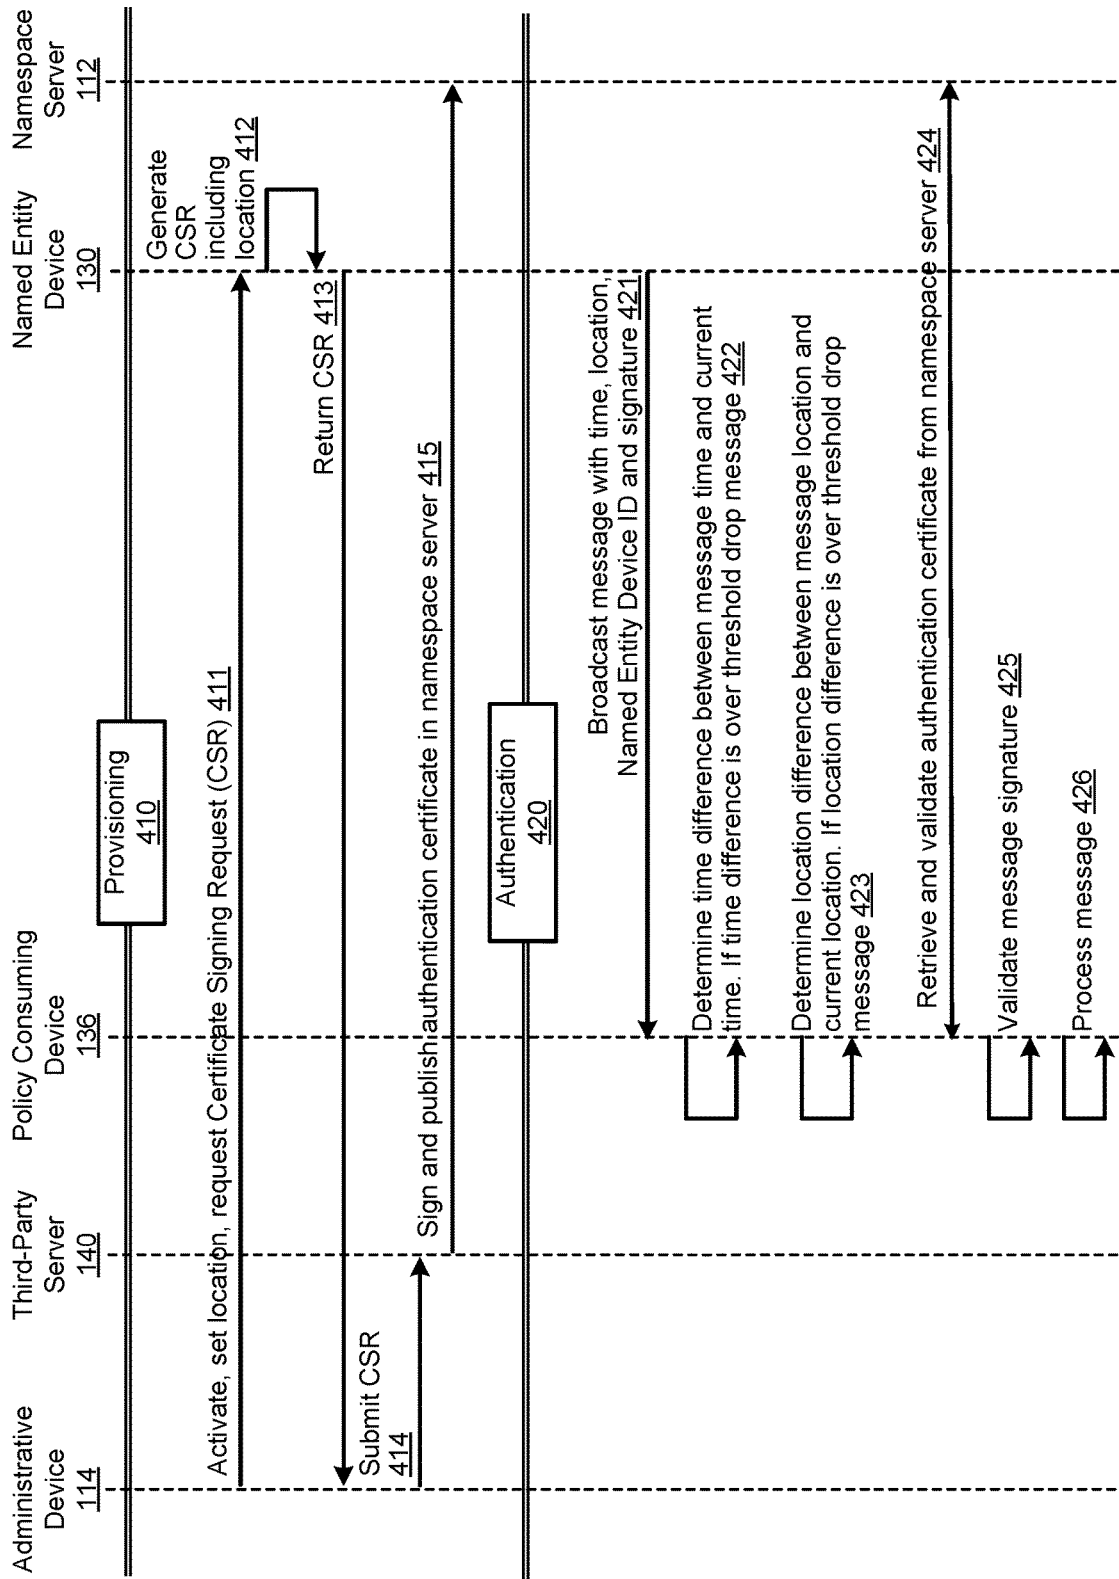 Administrative
Device
114
Third-Party
Server
140
Policy Consuming
Device
136
Named Entity
Device
130
Namespace
Server
112
Provisioning
410
Activate, set location, request Certificate Signing Request (CSR) 411
Generate
CSR
including
location 412
Return CSR 413
Submit CSR
414
Sign and publish authentication certificate in namespace server 415
Authentication
420
Broadcast message with time, location,
Named Entity Device ID and signature 421
Determine time difference between message time and current
time. If time difference is over threshold drop message 422
Determine location difference between message location and
current location. If location difference is over threshold drop
message 423
Retrieve and validate authentication certificate from namespace server 424
Validate message signature 425
Process message 426